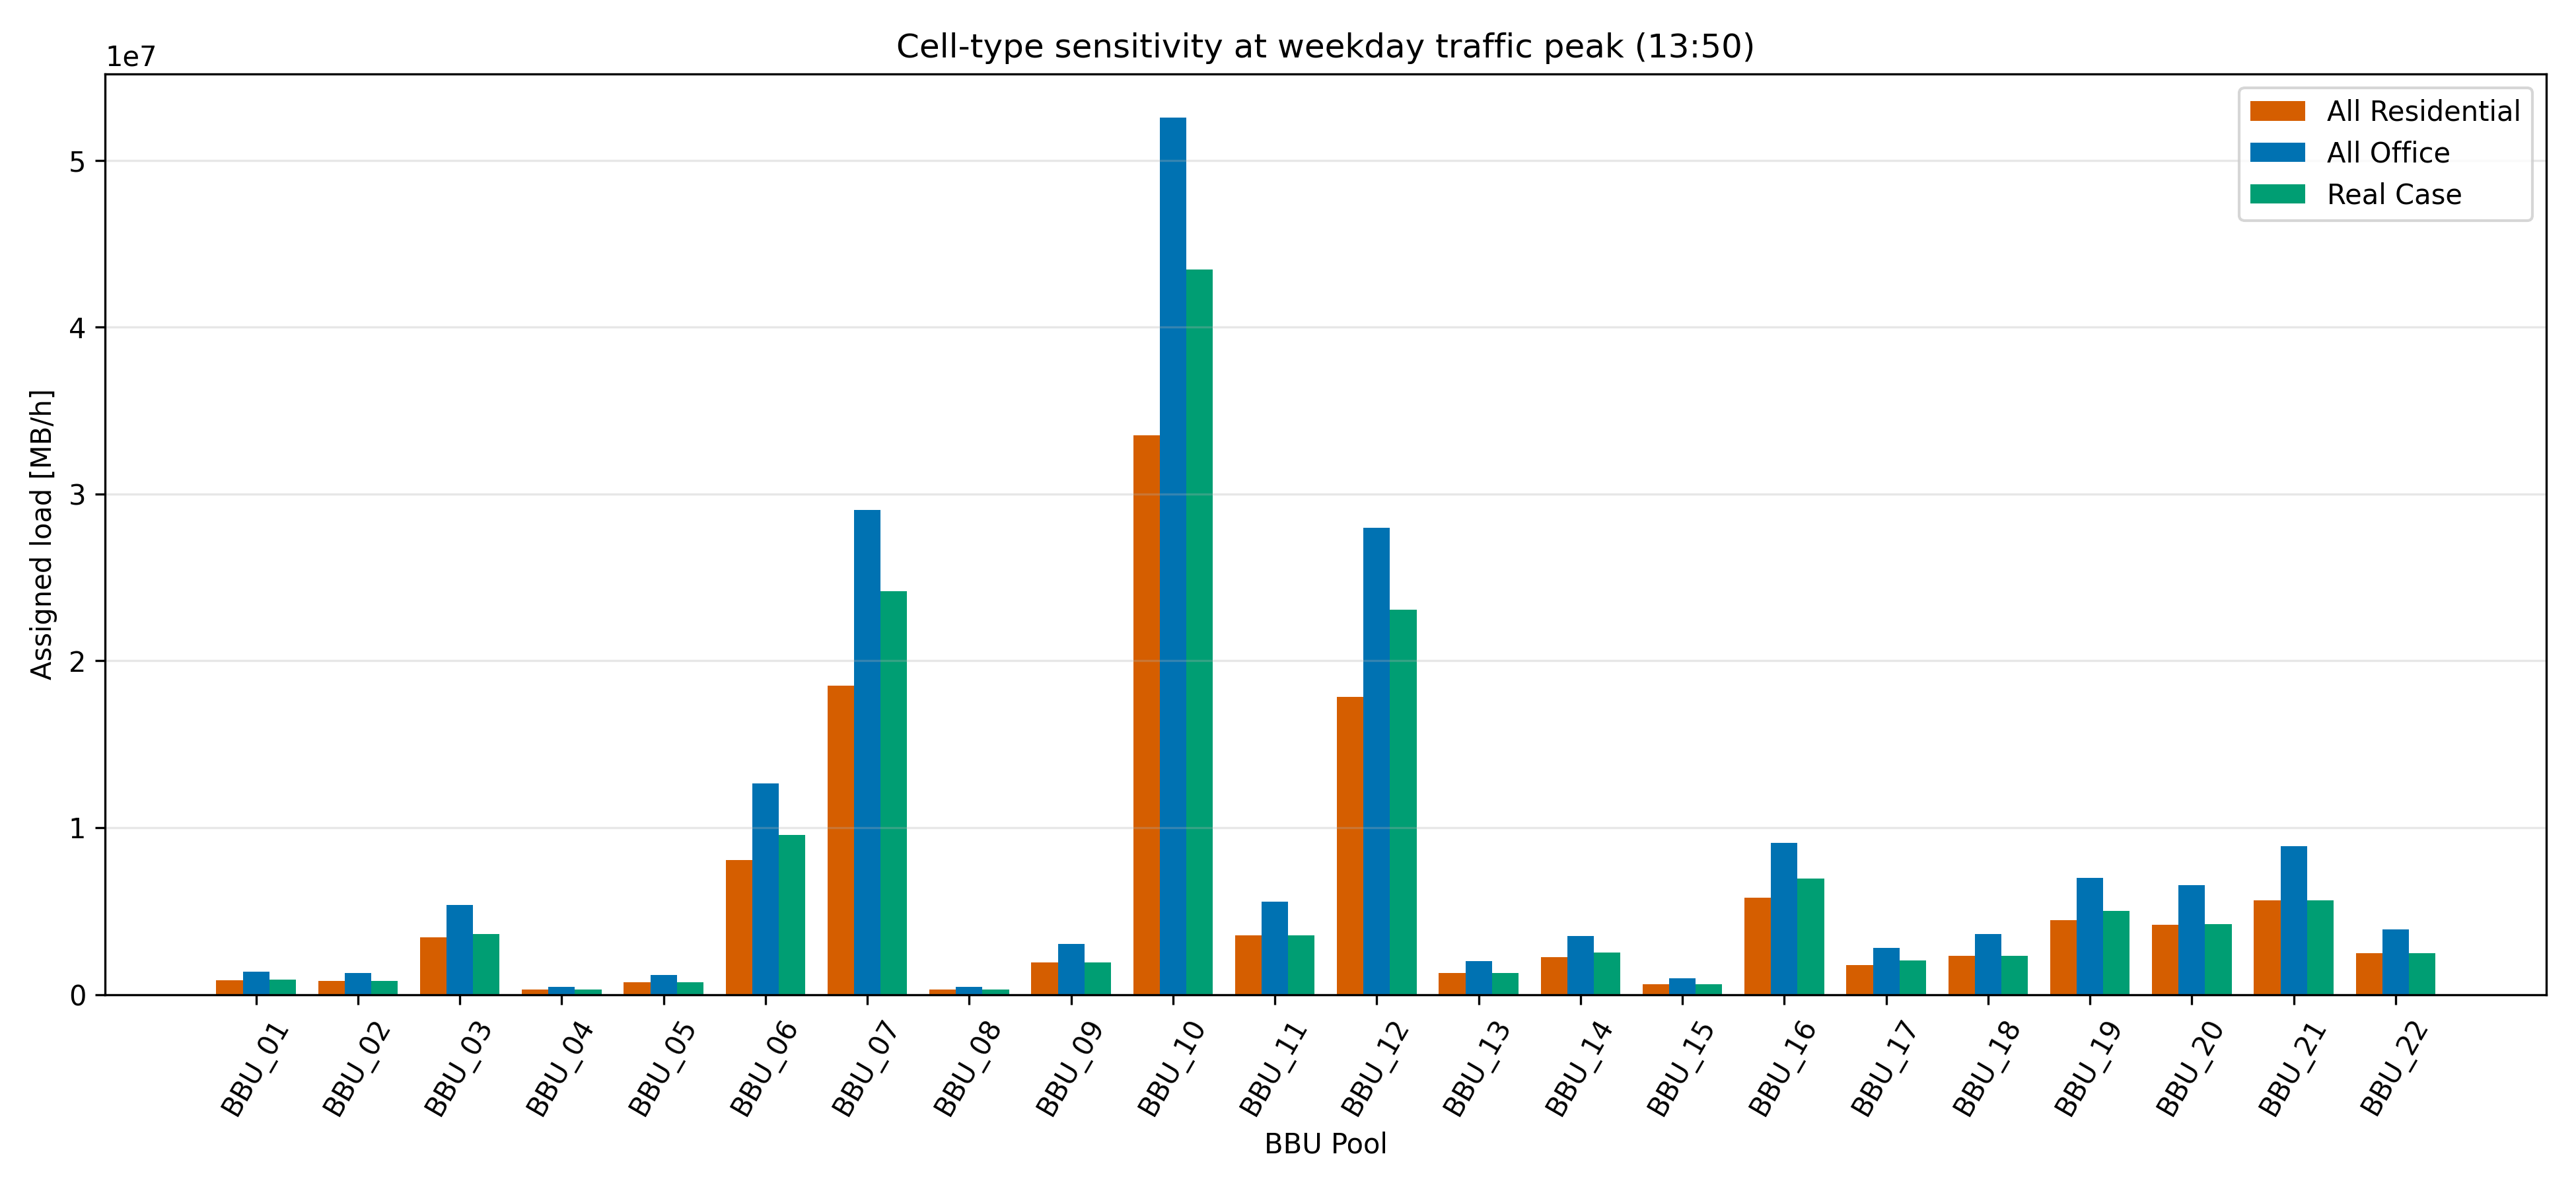 Cell-type sensitivity at weekday traffic peak (13:50)
1e7
All Residential
All Office
Real Case
5
4
3
2
1
0
Assigned load [MB/h]
BBU_01
BBU_02
BBU_03
BBU_04
BBU_05
BBU_06
BBU_07
BBU_08
BBU_09
BBU_10
BBU_11
BBU_12
BBU_13
BBU_14
BBU_15
BBU_16
BBU_17
BBU_18
BBU_19
BBU_20
BBU_21
BBU_22
BBU Pool